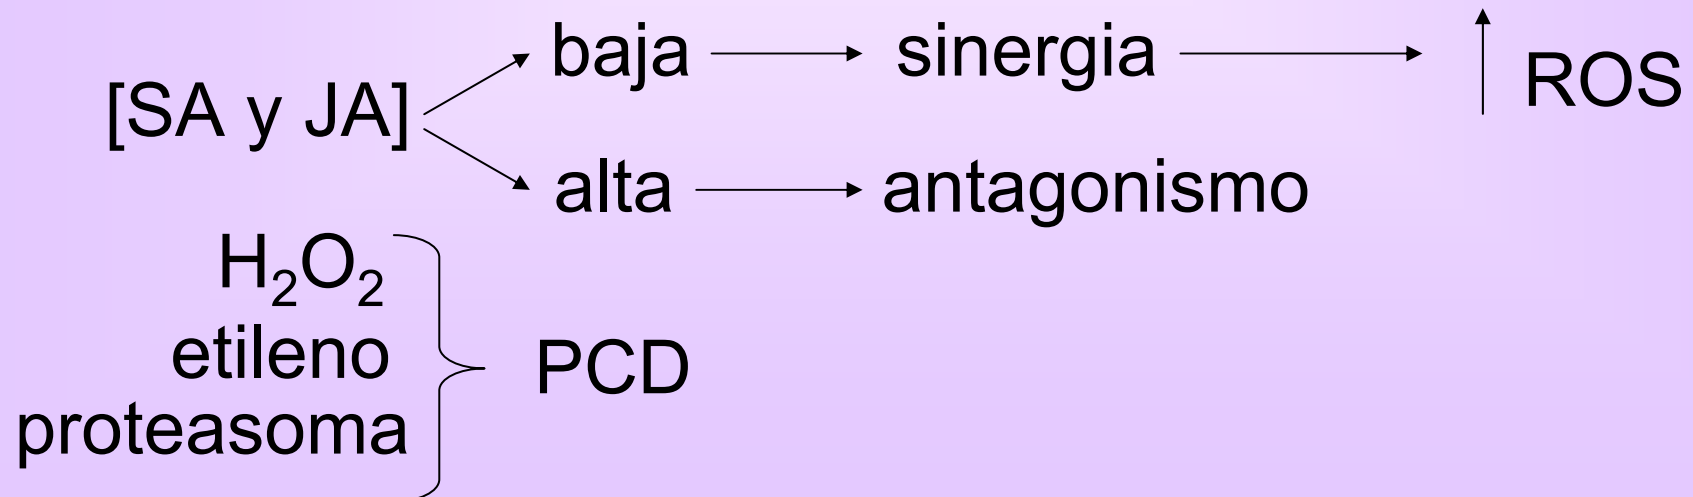 baja sinergia ROS
[SA y JA]
alta antagonismo
H₂O₂
etileno
PCD
proteasoma